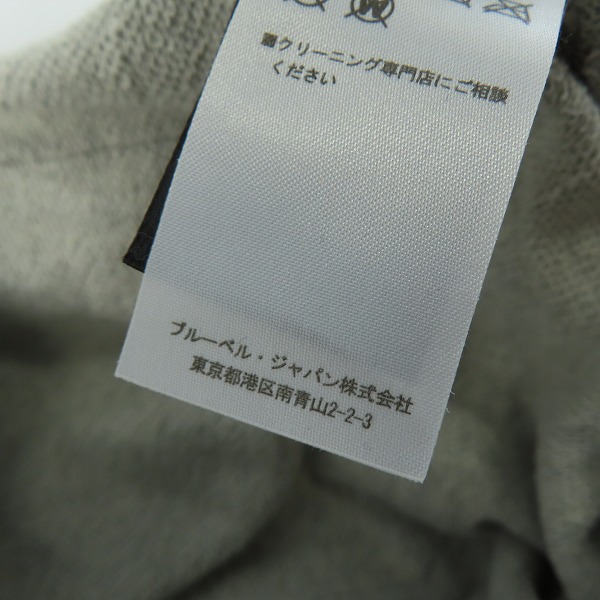 クリーニング専門店にご相談
ください
ブルーベル・ジャパン株式会社
東京都港区南青山2-2-3